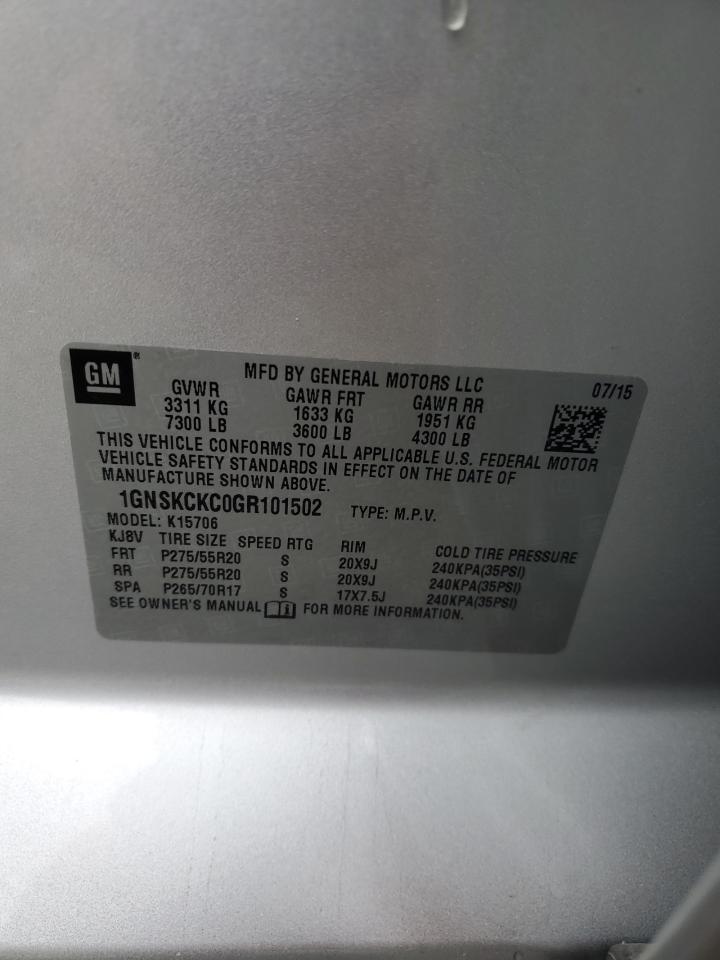 GM ®
MFD BY GENERAL MOTORS LLC 07/15
GVWR GAWR FRT GAWR RR
3311 KG 1633 KG 1951 KG
7300 LB 3600 LB 4300 LB
THIS VEHICLE CONFORMS TO ALL APPLICABLE U.S. FEDERAL MOTOR
VEHICLE SAFETY STANDARDS IN EFFECT ON THE DATE OF
MANUFACTURE SHOWN ABOVE.
1GNSKCKC0GR101502 TYPE: M.P.V.
MODEL: K15706
KJ8V TIRE SIZE SPEED RTG RIM COLD TIRE PRESSURE
FRT P275/55R20 S 20X9J 240KPA(35PSI)
RR P275/55R20 S 20X9J 240KPA(35PSI)
SPA P265/70R17 S 17X7.5J 240KPA(35PSI)
SEE OWNER'S MANUAL FOR MORE INFORMATION.